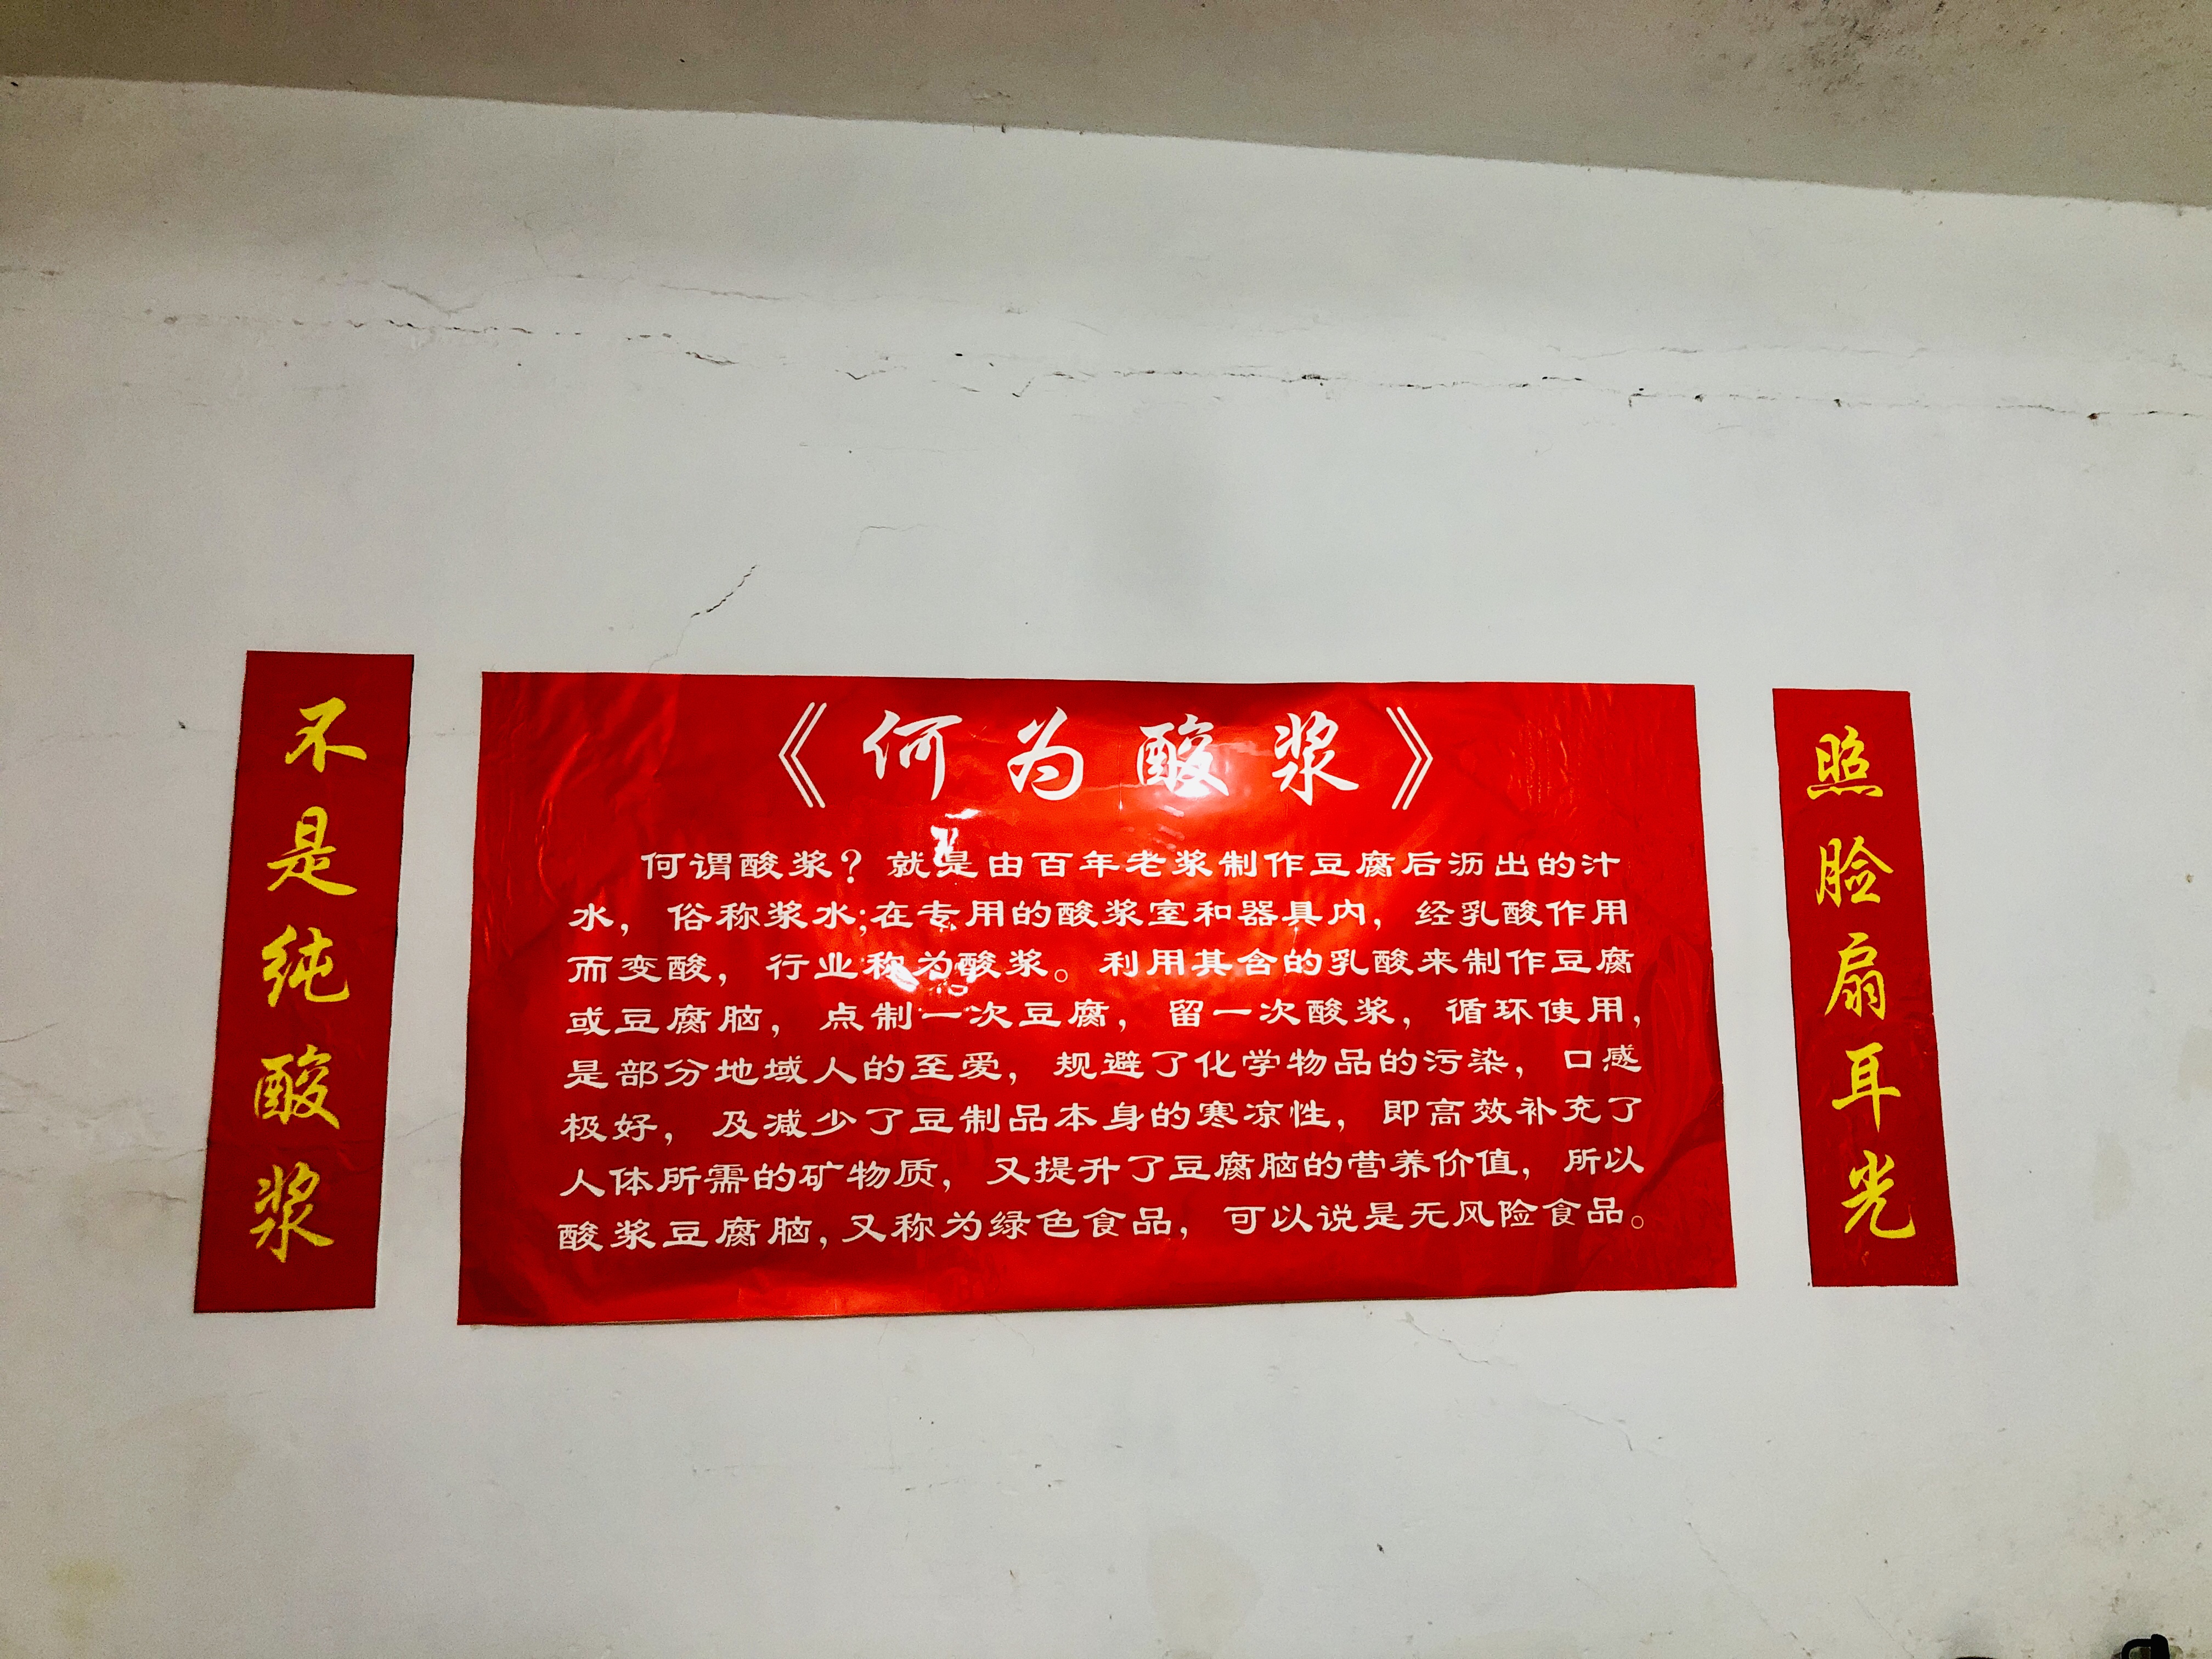 不是纯酸浆
《何为酸浆》
何谓酸浆？就是由百年老浆制作豆腐后沥出的汁
水，俗称浆水;在专用的酸浆室和器具内，经乳酸作用
而变酸，行业称为酸浆。利用其含的乳酸来制作豆腐
或豆腐脑，点制一次豆腐，留一次酸浆，循环使用，
是部分地域人的至爱，规避了化学物品的污染，口感
极好，及减少了豆制品本身的寒凉性，即高效补充了
人体所需的矿物质，又提升了豆腐脑的营养价值，所以
酸浆豆腐脑，又称为绿色食品，可以说是无风险食品。
照脸扇耳光